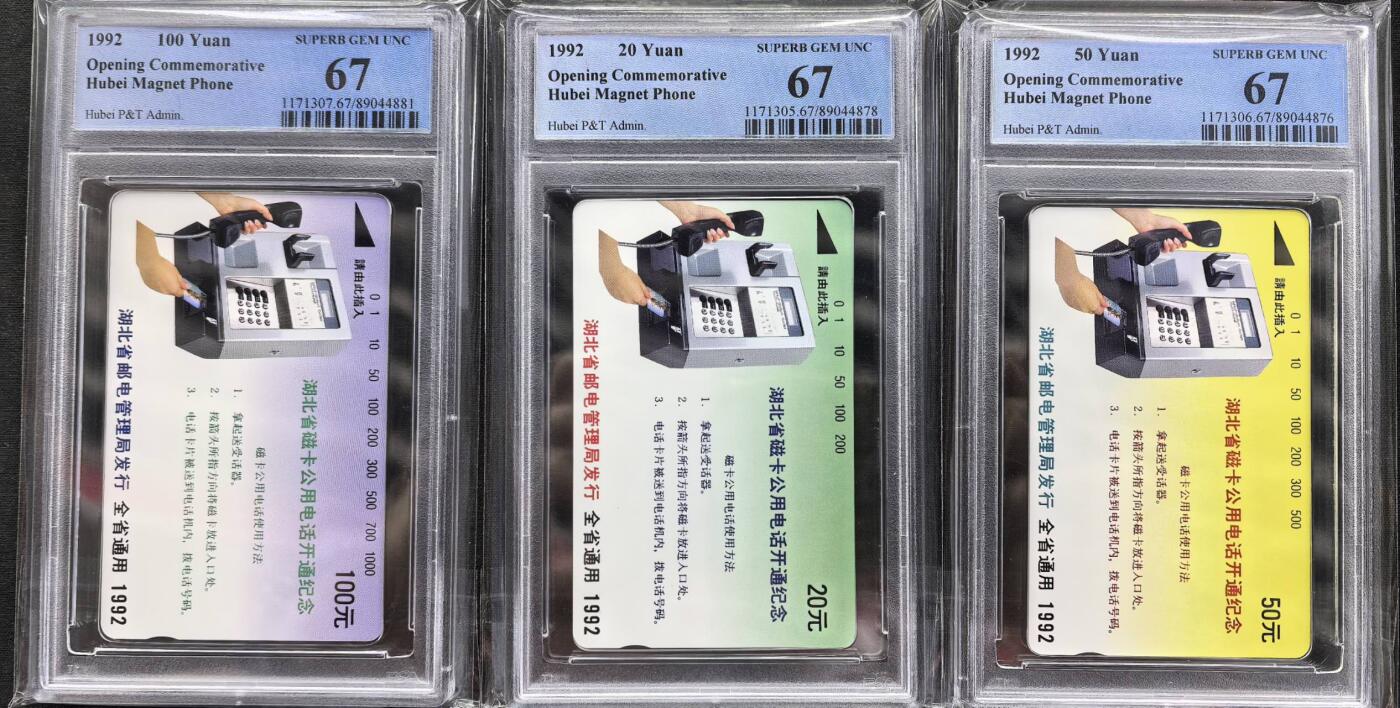 1992 100 Yuan SUPERB GEM UNC
Opening Commemorative 67
Hubei Magnet Phone
1171307.67/89044881
Hubei P&T Admin.
請由此插入
0 1 10 50 100 200 300 500 700 1000
湖北省磁卡公用电话开通纪念
100元
磁卡公用电话使用方法
1. 拿起送受话器。
2. 按箭头所指方向将磁卡放进入口处。
3. 电话卡片被送到电话机内，拨电话号码。
湖北省邮电管理局发行 全省通用 1992
1992 20 Yuan SUPERB GEM UNC
Opening Commemorative 67
Hubei Magnet Phone
1171305.67/89044878
Hubei P&T Admin.
請由此插入
0 1 10 50 100 200
湖北省磁卡公用电话开通纪念
20元
磁卡公用电话使用方法
1. 拿起送受话器。
2. 按箭头所指方向将磁卡放进入口处。
3. 电话卡片被送到电话机内，拨电话号码。
湖北省邮电管理局发行 全省通用 1992
1992 50 Yuan SUPERB GEM UNC
Opening Commemorative 67
Hubei Magnet Phone
1171306.67/89044876
Hubei P&T Admin.
請由此插入
0 1 10 50 100 200 300 500
湖北省磁卡公用电话开通纪念
50元
磁卡公用电话使用方法
1. 拿起送受话器。
2. 按箭头所指方向将磁卡放进入口处。
3. 电话卡片被送到电话机内，拨电话号码。
湖北省邮电管理局发行 全省通用 1992